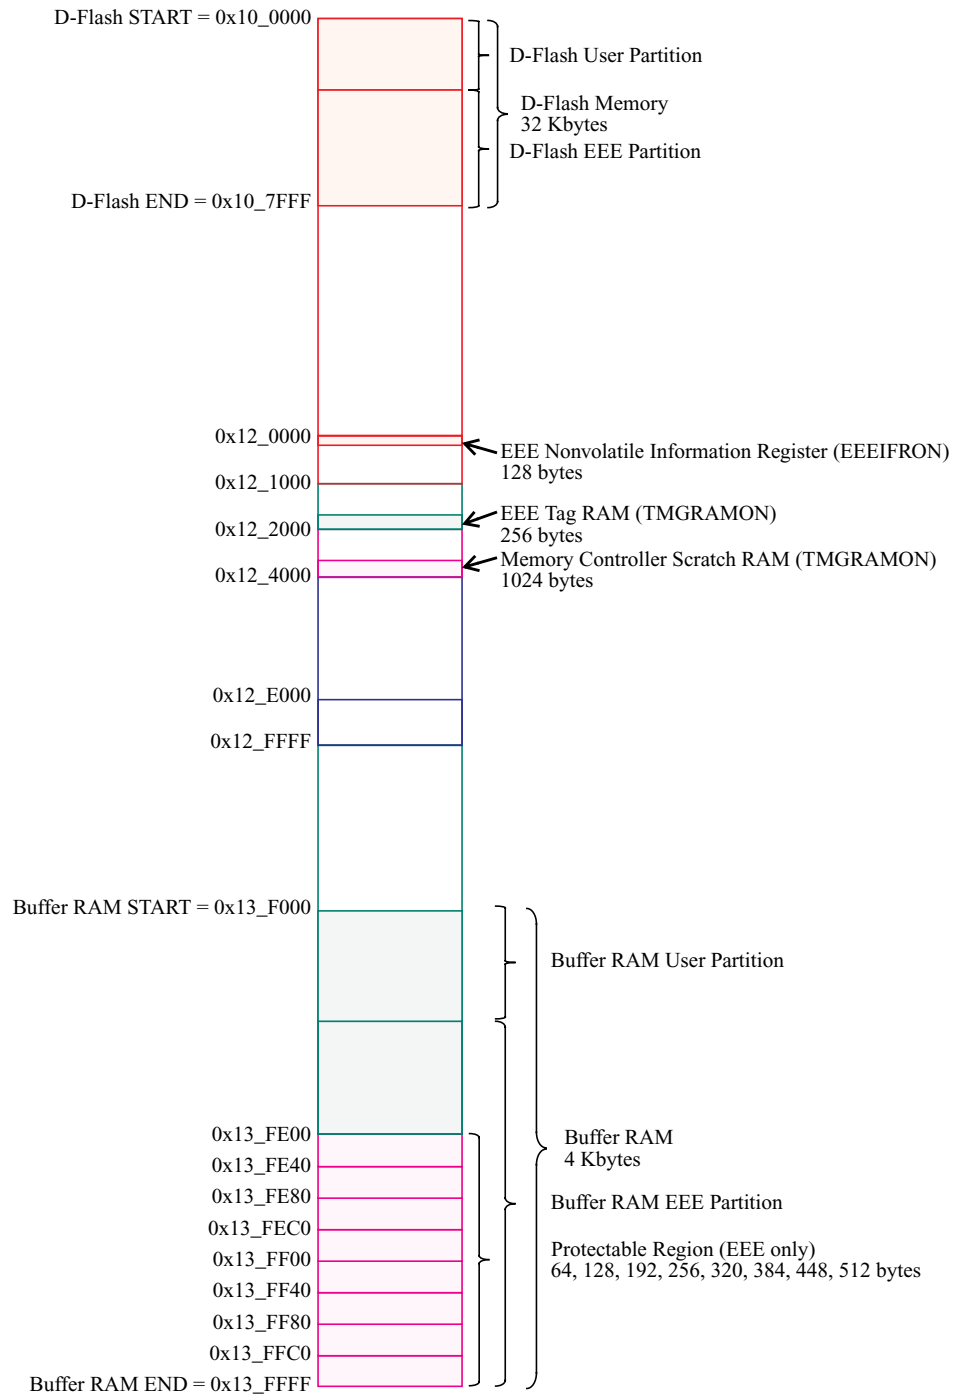 D-Flash START = 0x10_0000
D-Flash User Partition
D-Flash Memory
32 Kbytes
D-Flash EEE Partition
D-Flash END = 0x10_7FFF
0x12_0000
EEE Nonvolatile Information Register (EEEIFRON)
128 bytes
0x12_1000
EEE Tag RAM (TMGRAMON)
256 bytes
0x12_2000
Memory Controller Scratch RAM (TMGRAMON)
1024 bytes
0x12_4000
0x12_E000
0x12_FFFF
Buffer RAM START = 0x13_F000
Buffer RAM User Partition
0x13_FE00
Buffer RAM
4 Kbytes
0x13_FE40
0x13_FE80
Buffer RAM EEE Partition
0x13_FEC0
Protectable Region (EEE only)
64, 128, 192, 256, 320, 384, 448, 512 bytes
0x13_FF00
0x13_FF40
0x13_FF80
0x13_FFC0
Buffer RAM END = 0x13_FFFF